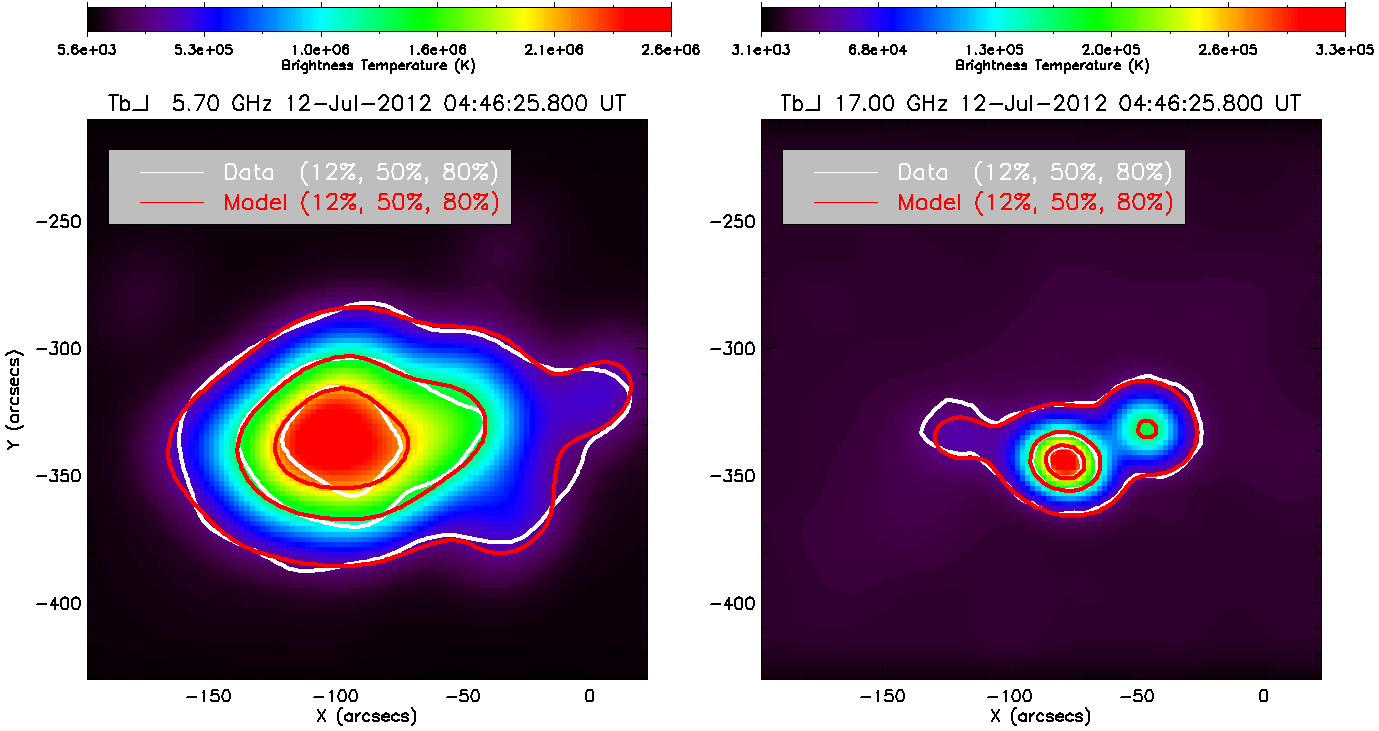 5.6e+03 5.3e+05 1.0e+06 1.6e+06 2.1e+06 2.6e+06
Brightness Temperature (K)
Tb_I 5.70 GHz 12-Jul-2012 04:46:25.800 UT
Data (12%, 50%, 80%)
Model (12%, 50%, 80%)
-250
-300
-350
-400
Y (arcsecs)
-150 -100 -50 0
X (arcsecs)
3.1e+03 6.8e+04 1.3e+05 2.0e+05 2.6e+05 3.3e+05
Brightness Temperature (K)
Tb_I 17.00 GHz 12-Jul-2012 04:46:25.800 UT
Data (12%, 50%, 80%)
Model (12%, 50%, 80%)
-250
-300
-350
-400
-150 -100 -50 0
X (arcsecs)